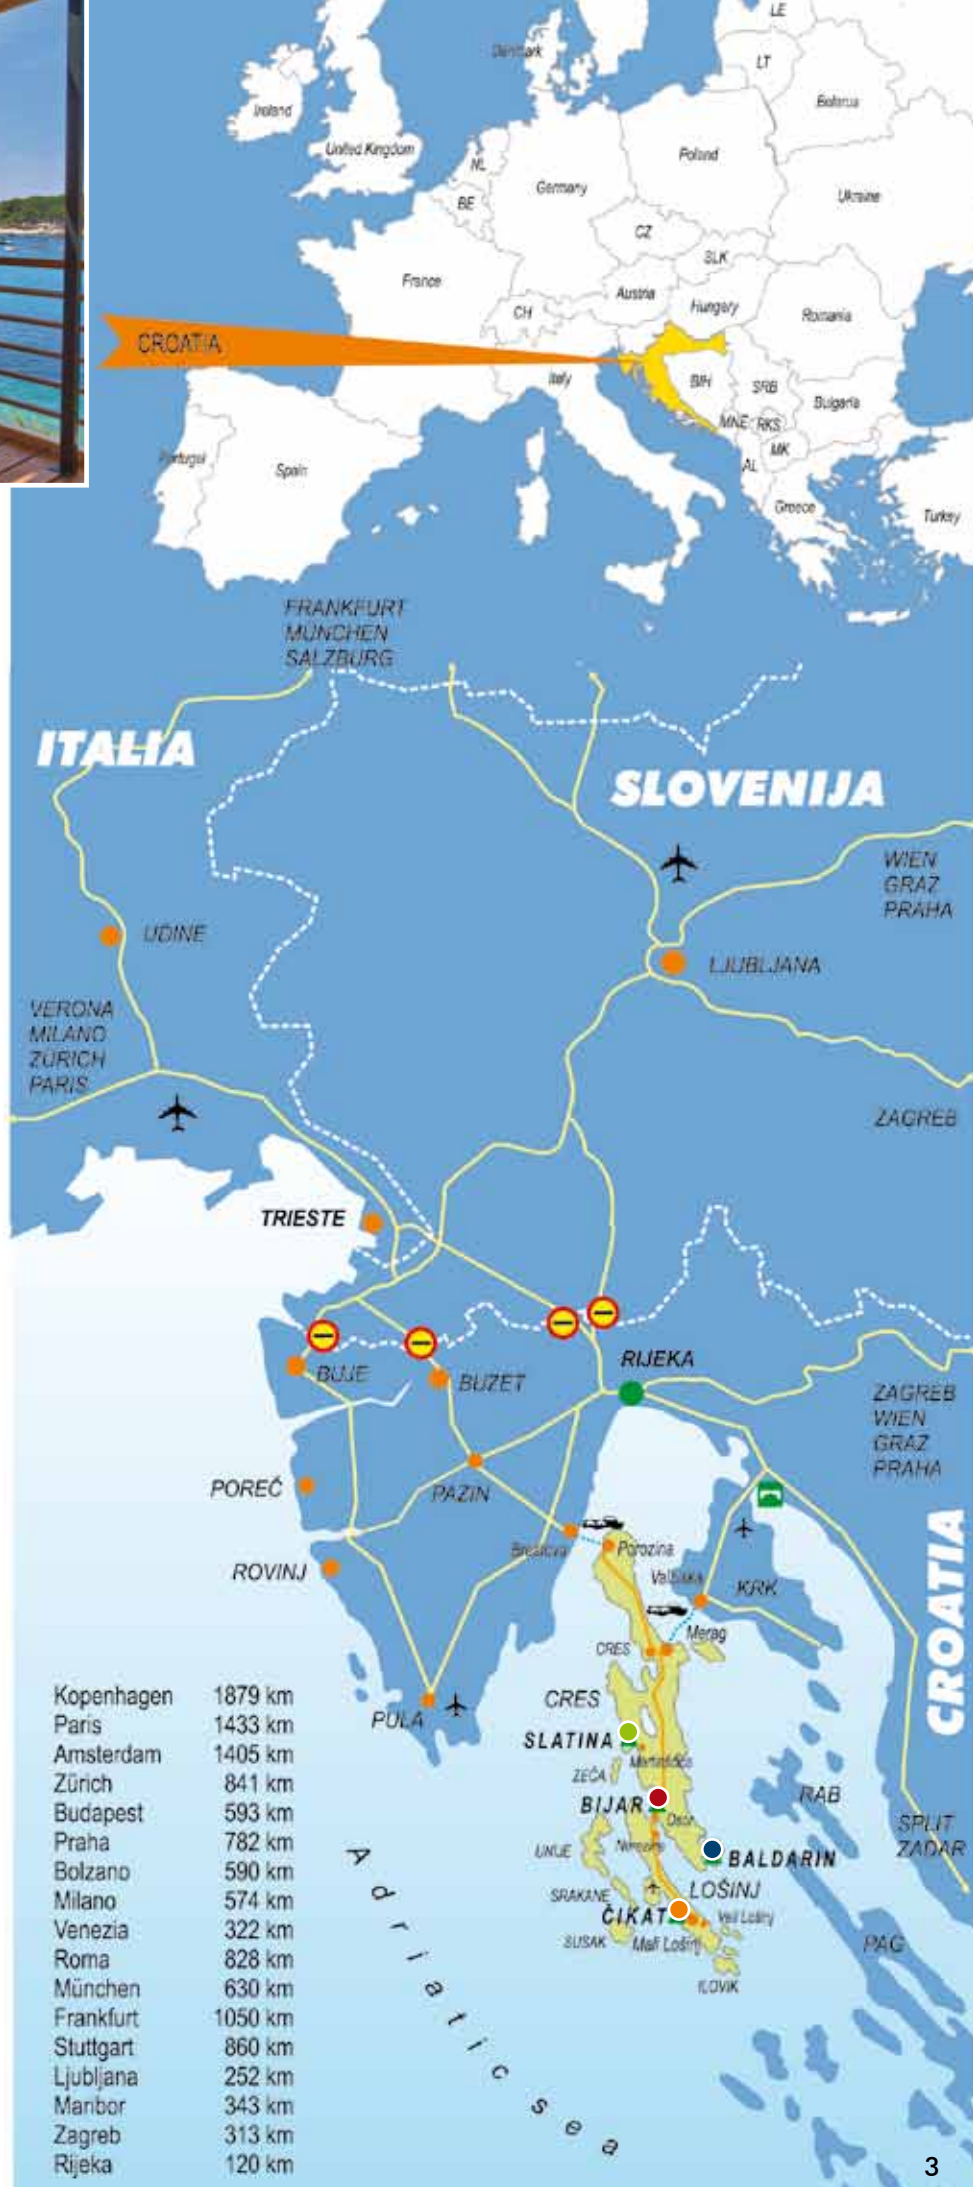 LE
Denmark
LT
Belarus
Ireland
United Kingdom
Poland
NL
Germany
BE
Ukraine
CZ
SLK
France
Austria
Hungary
CH
Romania
CROATIA
Italy
BIH
SRB
Bulgaria
MNE
RKS
MK
Portugal
AL
Spain
Greece
Turkey
FRANKFURT
MÜNCHEN
SALZBURG
ITALIA
SLOVENIJA
WIEN
GRAZ
PRAHA
UDINE
LJUBLJANA
VERONA
MILANO
ZÜRICH
PARIS
ZAGREB
TRIESTE
RIJEKA
BUJE
BUZET
ZAGREB
WIEN
GRAZ
PRAHA
POREČ
PAZIN
CROATIA
Brestova
Porozina
ROVINJ
Valbiska
KRK
Merag
CRES
CRES
PULA
SLATINA
Martinšćica
ZEČA
RAB
BIJAR
Osor
SPLIT
ZADAR
UNIJE
Nerezine
BALDARIN
SRAKANE
LOŠINJ
ČIKAT
Veli Lošinj
SUSAK
Mali Lošinj
PAG
ILOVIK
Kopenhagen 1879 km
Paris 1433 km
Amsterdam 1405 km
Zürich 841 km
Budapest 593 km
Praha 782 km
Bolzano 590 km
Milano 574 km
Venezia 322 km
Roma 828 km
München 630 km
Frankfurt 1050 km
Stuttgart 860 km
Ljubljana 252 km
Maribor 343 km
Zagreb 313 km
Rijeka 120 km
Adriatic sea
3